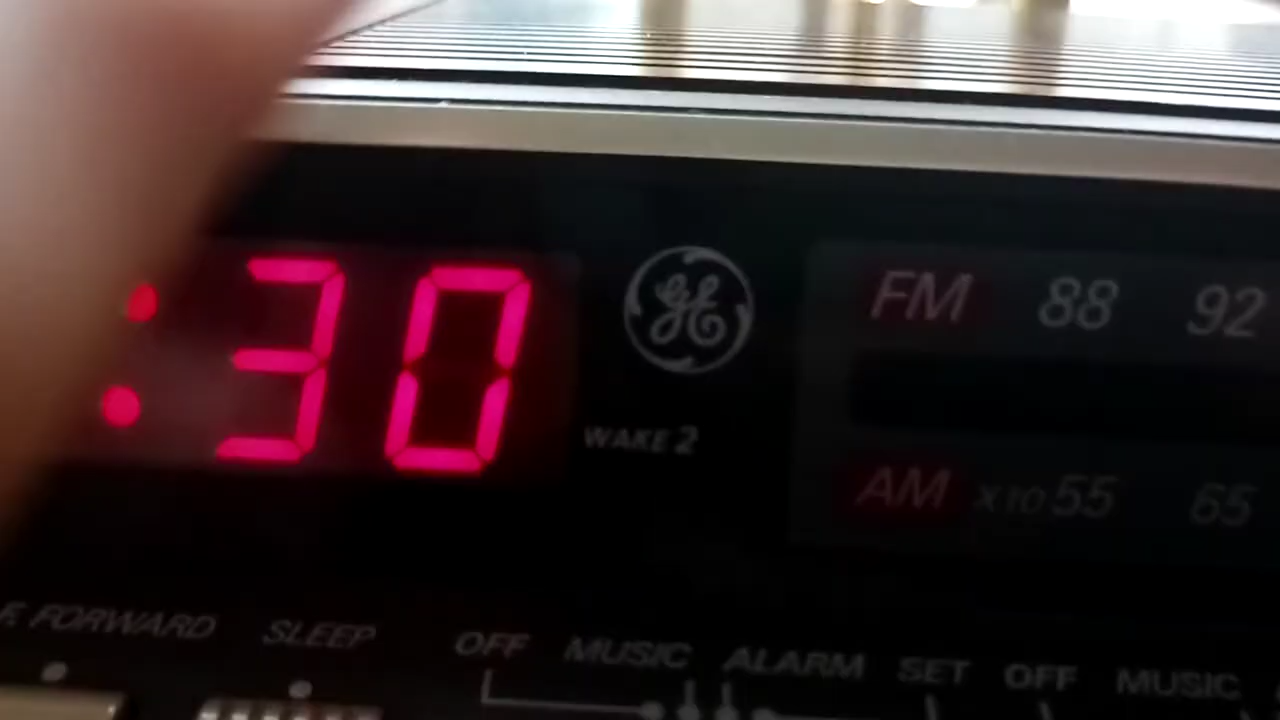 :30
GE
FM 88 92
WAKE 2
AM X10 55 65
F. FORWARD SLEEP OFF MUSIC ALARM SET OFF MUSIC